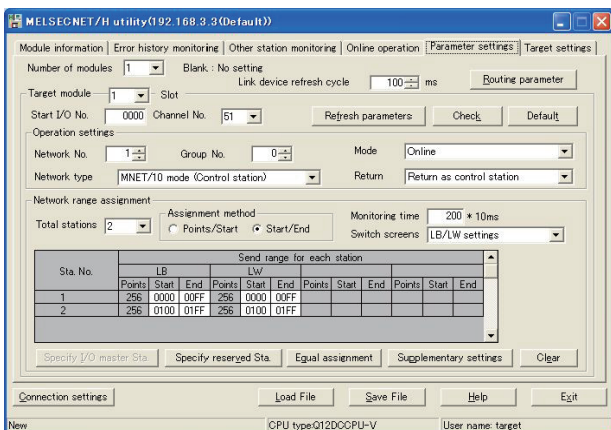 MELSECNET/H utility(192.168.3.3(Default))
Module information Error history monitoring Other station monitoring Online operation Parameter settings Target settings
Number of modules 1 Blank : No setting
Link device refresh cycle 100 ms Routing parameter
Target module 1 Slot
Start I/O No. 0000 Channel No. 51 Refresh parameters Check Default
Operation settings
Network No. 1 Group No. 0 Mode Online
Network type MNET/10 mode (Control station) Return Return as control station
Network range assignment
Total stations 2 Assignment method Points/Start Start/End Monitoring time 200 * 10ms
Switch screens LB/LW settings
Sta. No. Send range for each station
LB LW
Points Start End Points Start End Points Start End Points Start End
1 256 0000 00FF 256 0000 00FF
2 256 0100 01FF 256 0100 01FF
Specify I/O master Sta. Specify reserved Sta. Equal assignment Supplementary settings Clear
Connection settings Load File Save File Help Exit
New CPU type:Q12DCCPU-V User name: target